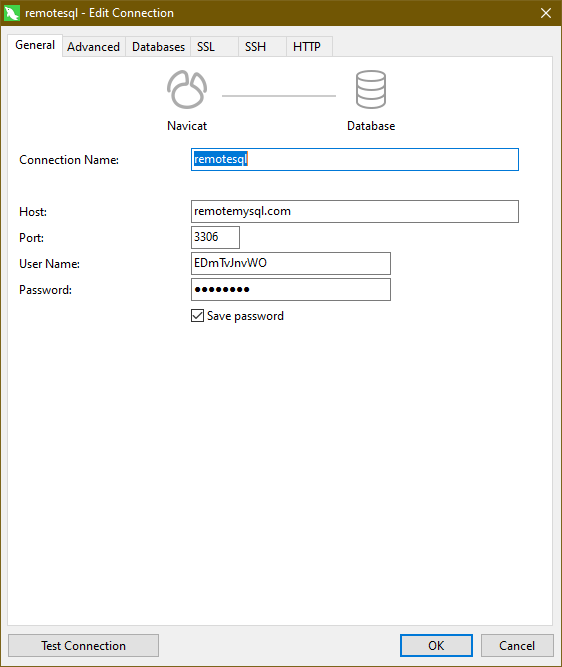 remotesql - Edit Connection
General Advanced Databases SSL SSH HTTP
Navicat Database
Connection Name: remotesql
Host: remotemysql.com
Port: 3306
User Name: EDmTvJnvWO
Password: ●●●●●●●●
Save password
Test Connection OK Cancel